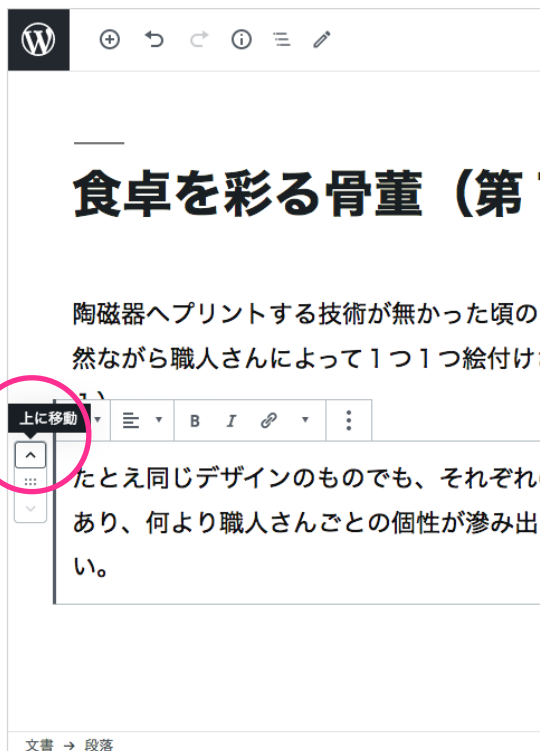 食卓を彩る骨董（第
陶磁器へプリントする技術が無かった頃の
然ながら職人さんによって１つ１つ絵付け
上に移動
B I
たとえ同じデザインのものでも、それぞれ
あり、何より職人さんごとの個性が滲み出
い。
文書 → 段落